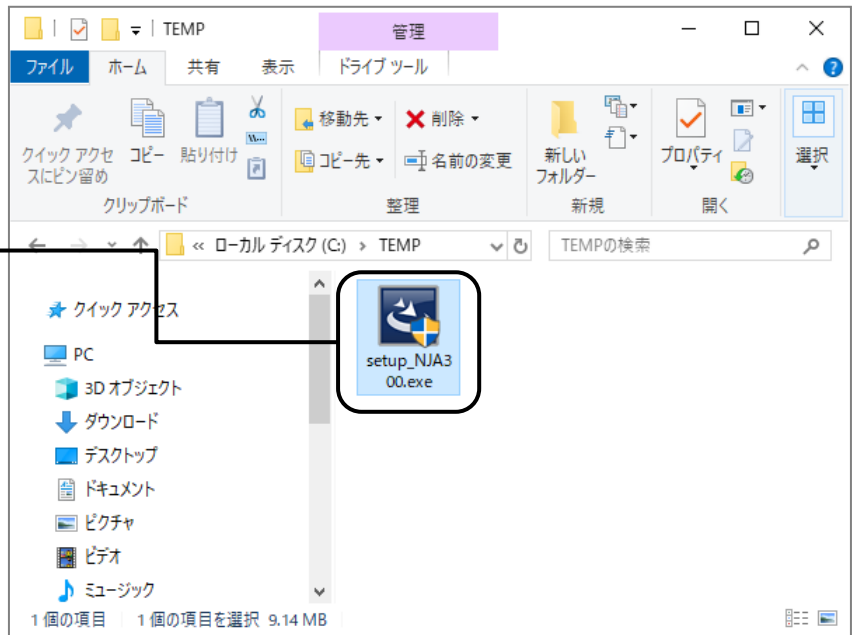 TEMP
管理
ファイル ホーム 共有 表示 ドライブ ツール
クイック アクセ
スにピン留め
コピー
貼り付け
移動先
コピー先
削除
名前の変更
新しい
フォルダー
プロパティ
選択
クリップボード 整理 新規 開く
« ローカル ディスク (C:) › TEMP
TEMPの検索
クイック アクセス
PC
3D オブジェクト
ダウンロード
デスクトップ
ドキュメント
ピクチャ
ビデオ
ミュージック
setup_NJA3
00.exe
1 個の項目 1 個の項目を選択 9.14 MB